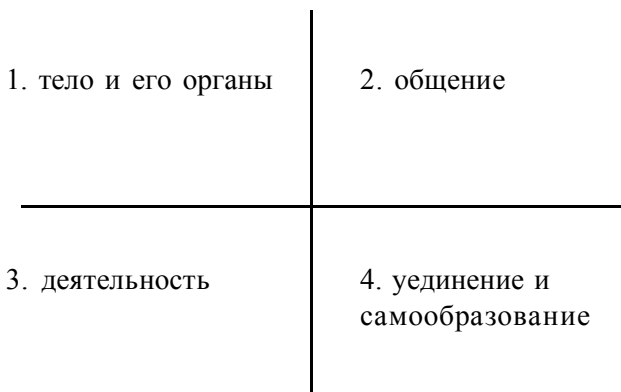 1. тело и его органы
2. общение
3. деятельность
4. уединение и
самообразование